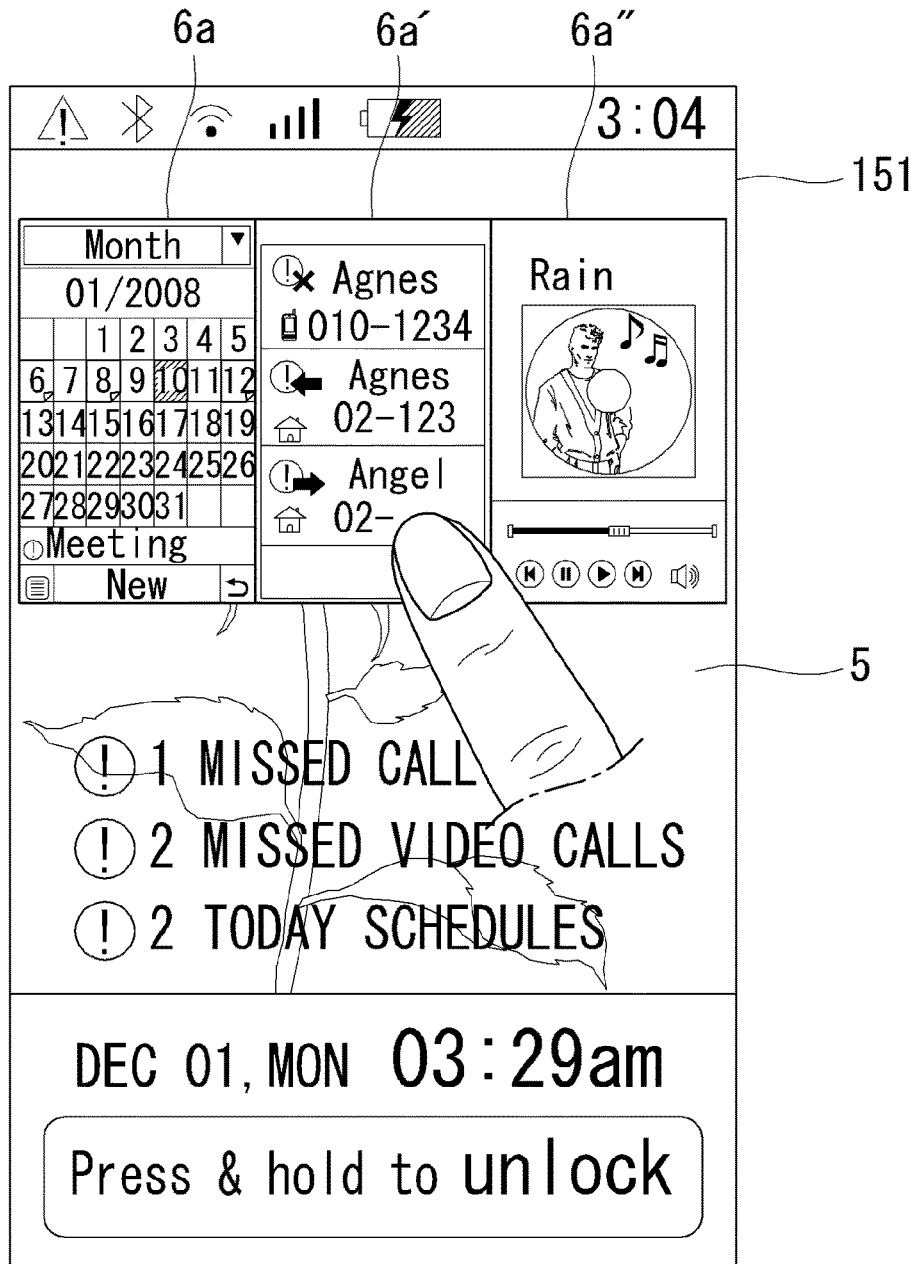 6a 6a′ 6a″
3:04
151
Month
01/2008
1 2 3 4 5
6 7 8 9 10 11 12
13 14 15 16 17 18 19
20 21 22 23 24 25 26
27 28 29 30 31
Meeting
New
Agnes
010-1234
Agnes
02-123
Angel
02-
Rain
5
1 MISSED CALL
2 MISSED VIDEO CALLS
2 TODAY SCHEDULES
DEC 01, MON 03:29am
Press & hold to unlock